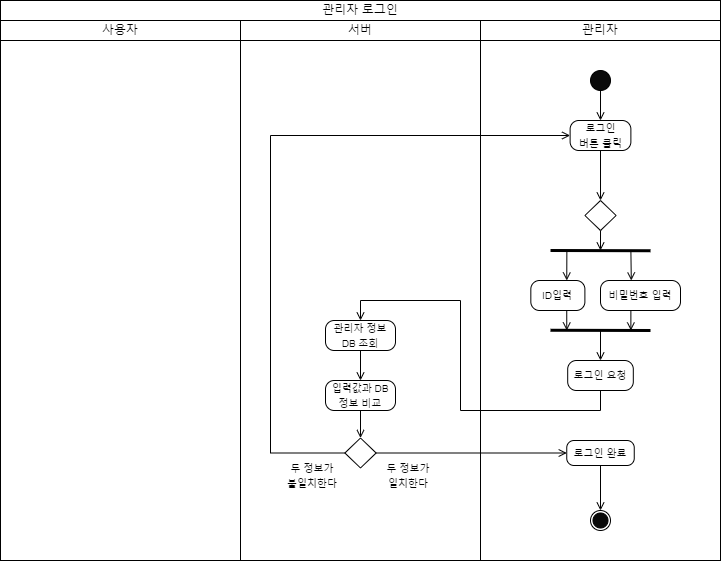 관리자 로그인
사용자
서버
관리자
로그인
버튼 클릭
ID입력
비밀번호 입력
관리자 정보
DB 조회
로그인 요청
입력값과 DB
정보 비교
로그인 완료
두 정보가
불일치한다
두 정보가
일치한다